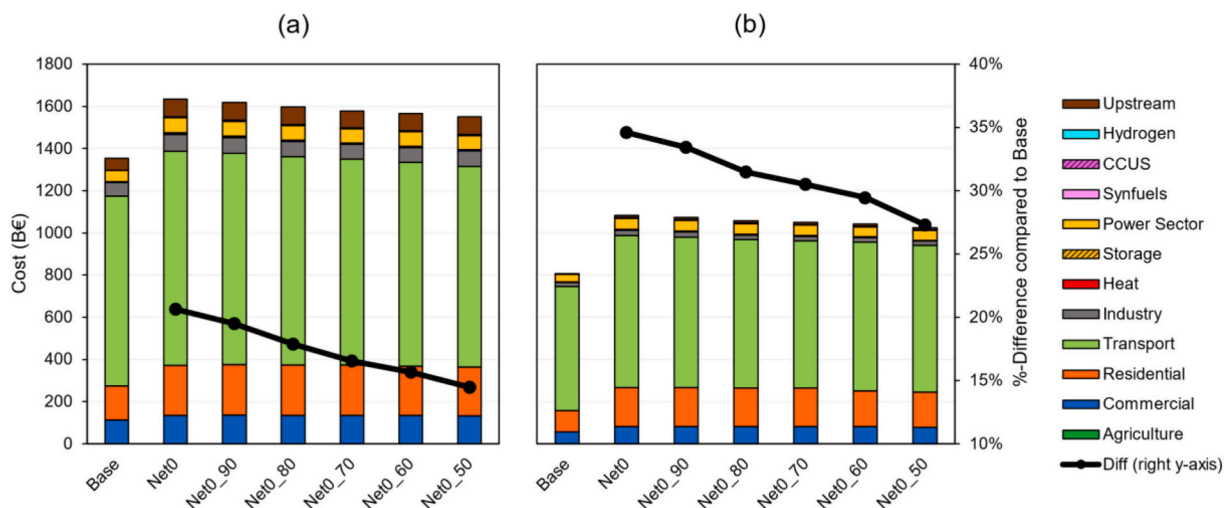 (a)
(b)
Cost (B€)
1800
1600
1400
1200
1000
800
600
400
200
0
Base
Net0
Net0_90
Net0_80
Net0_70
Net0_60
Net0_50
Base
Net0
Net0_90
Net0_80
Net0_70
Net0_60
Net0_50
40%
35%
30%
25%
20%
15%
10%
%-Difference compared to Base
Upstream
Hydrogen
CCUS
Synfuels
Power Sector
Storage
Heat
Industry
Transport
Residential
Commercial
Agriculture
Diff (right y-axis)